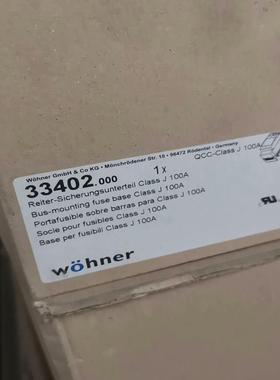 Wöhner GmbH & Co KG • Mönchrödener Str. 10 • 96472 Rödental • Germany
33402.000
1x
QCC-Class J 100A
Reiter-Sicherungsunterteil Class J 100A
Bus-mounting fuse base Class J 100A
Portafusible sobre barras para Class J 100A
Socle pour fusibles Class J 100A
Base per fusibili Class J 100A
wöhner